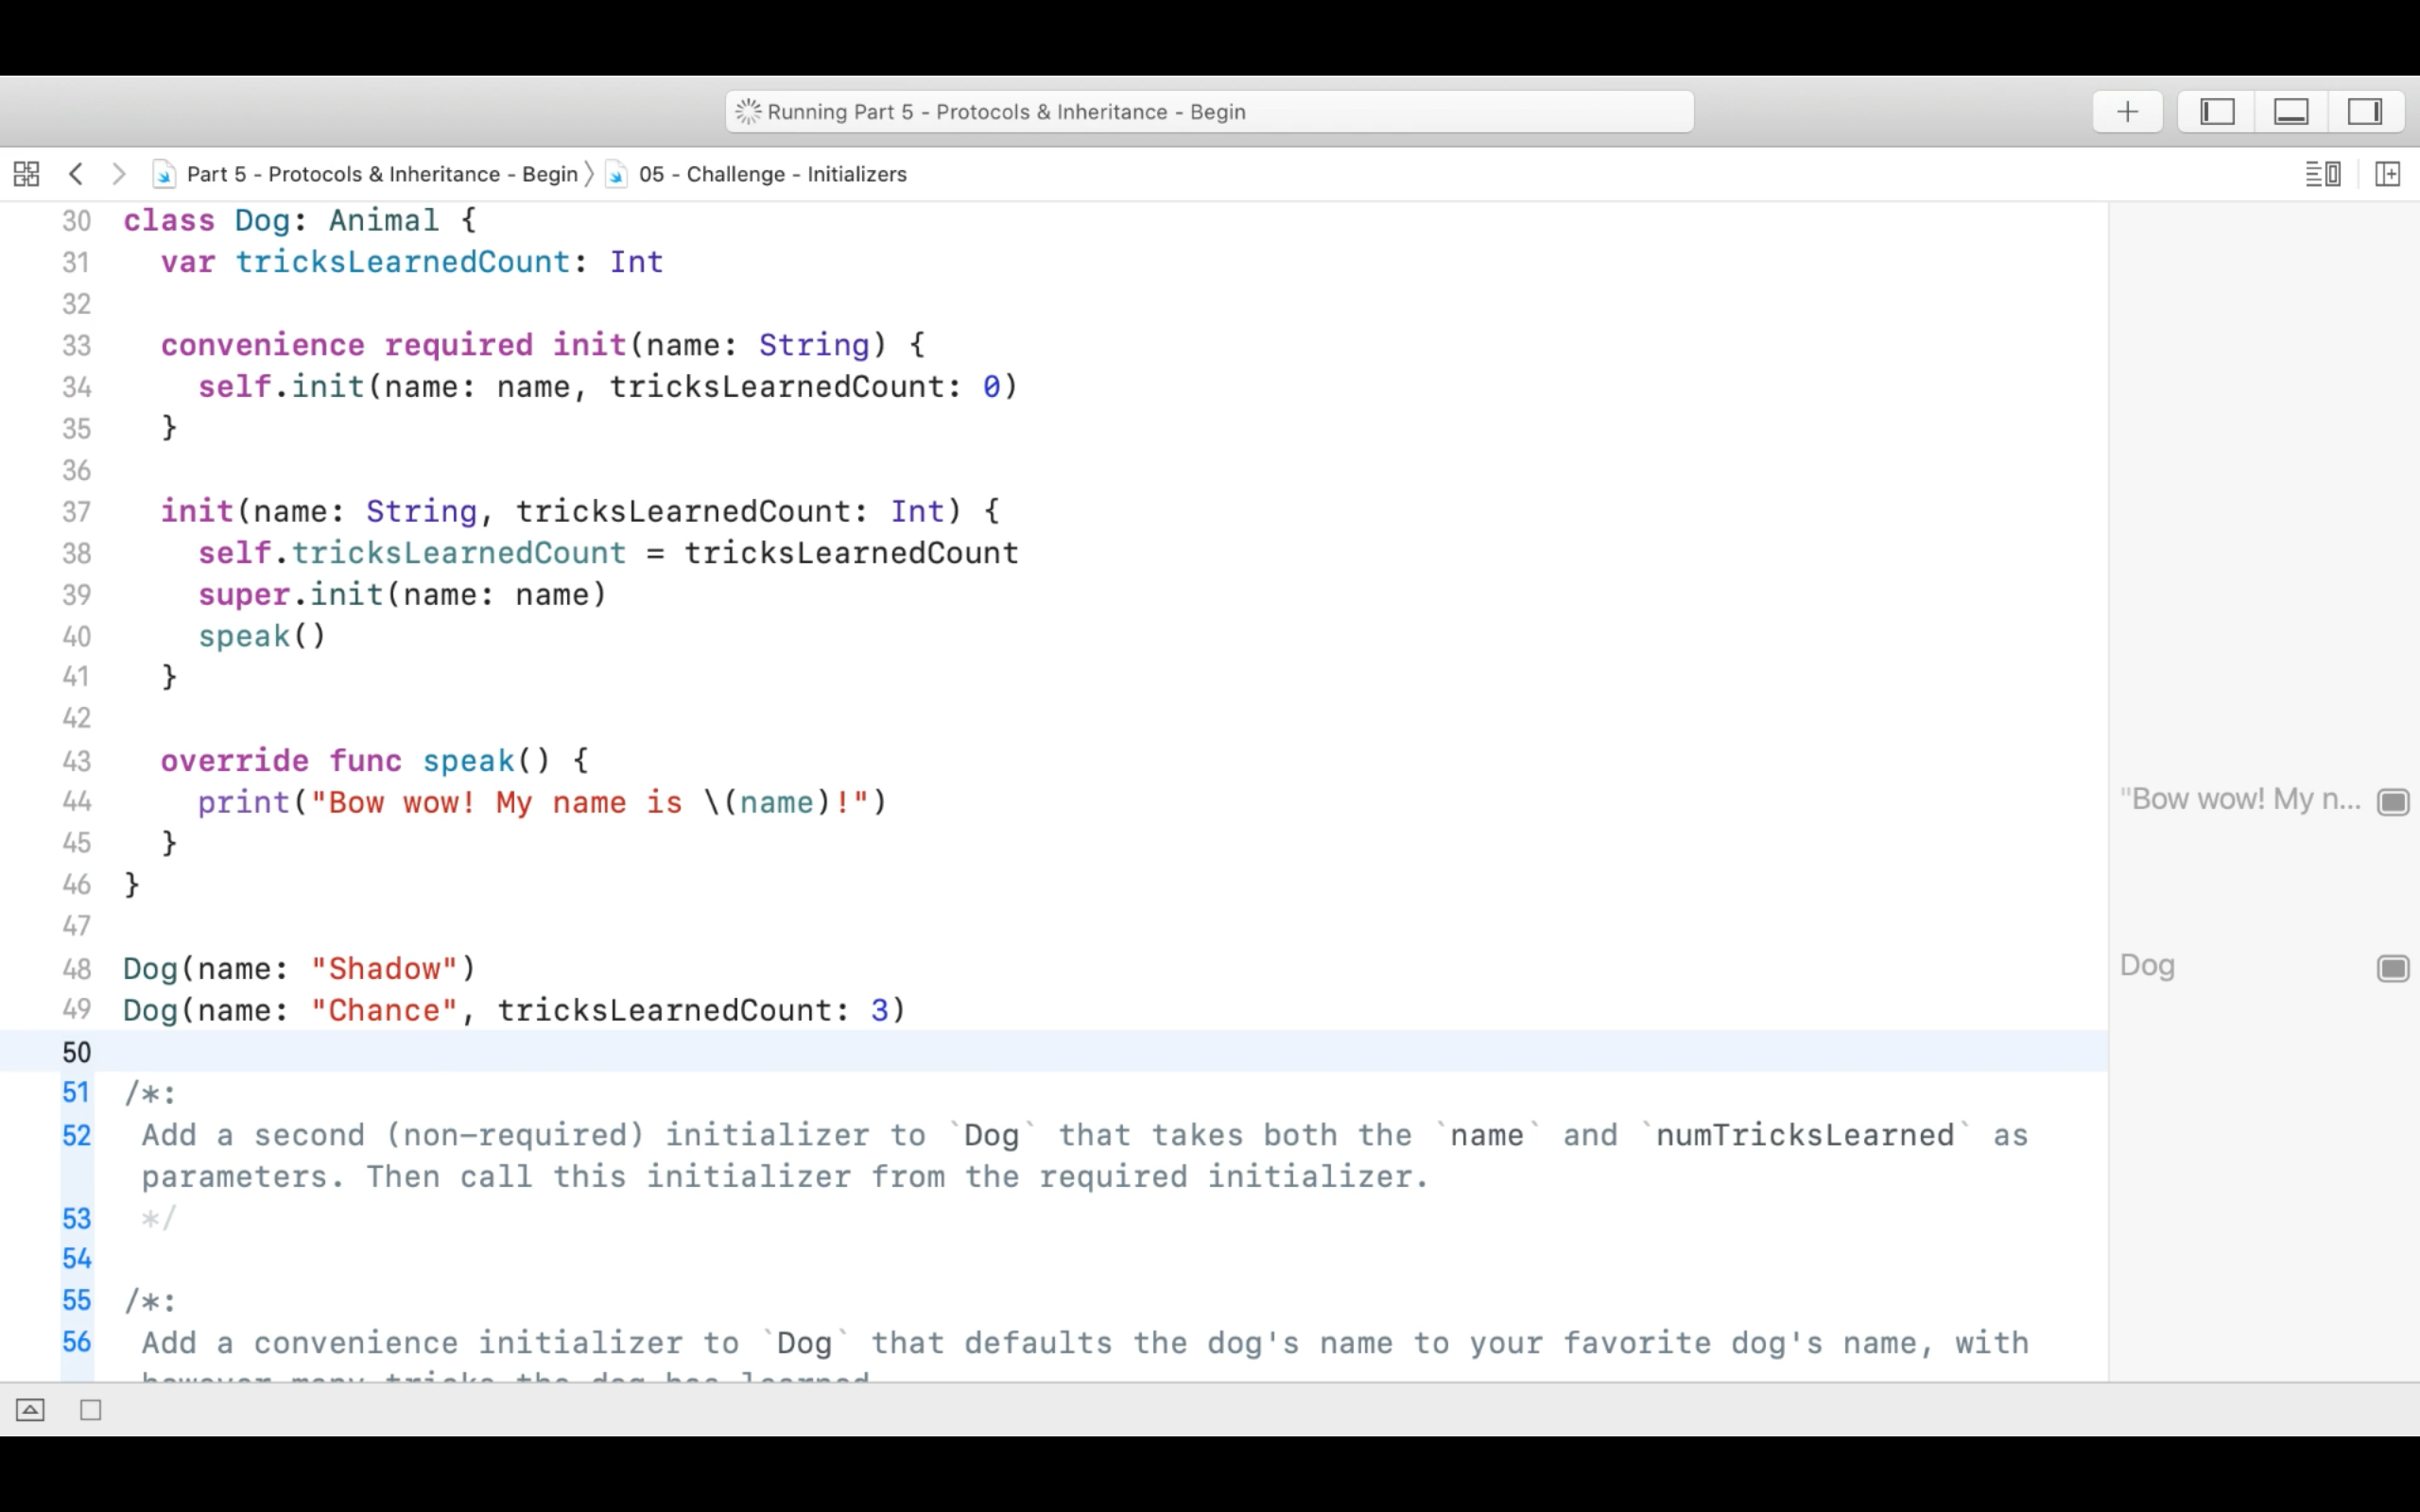 Running Part 5 - Protocols & Inheritance - Begin
Part 5 - Protocols & Inheritance - Begin 〉 05 - Challenge - Initializers
30 class Dog: Animal {
31   var tricksLearnedCount: Int
32
33   convenience required init(name: String) {
34     self.init(name: name, tricksLearnedCount: 0)
35   }
36
37   init(name: String, tricksLearnedCount: Int) {
38     self.tricksLearnedCount = tricksLearnedCount
39     super.init(name: name)
40     speak()
41   }
42
43   override func speak() {
44     print("Bow wow! My name is \(name)!") "Bow wow! My n...
45   }
46 }
47
48 Dog(name: "Shadow") Dog
49 Dog(name: "Chance", tricksLearnedCount: 3)
50
51 /*:
52  Add a second (non-required) initializer to `Dog` that takes both the `name` and `numTricksLearned` as
parameters. Then call this initializer from the required initializer.
53  */
54
55 /*:
56  Add a convenience initializer to `Dog` that defaults the dog's name to your favorite dog's name, with
however many tricks the dog has learned